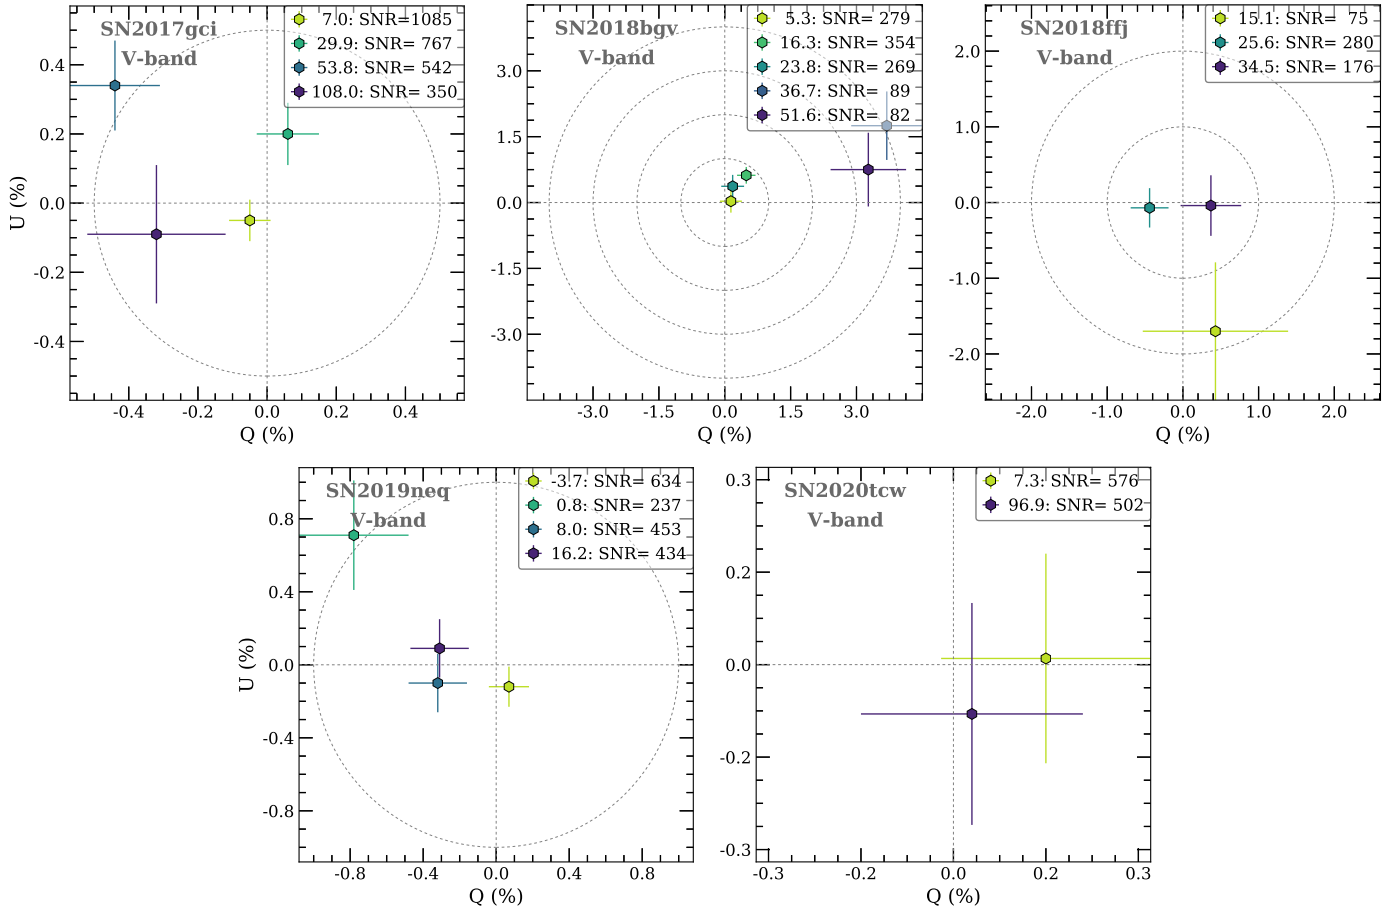 SN2017gci
V-band
7.0: SNR=1085
29.9: SNR= 767
53.8: SNR= 542
108.0: SNR= 350
0.4
0.2
0.0
-0.2
-0.4
U (%)
-0.4
-0.2
0.0
0.2
0.4
Q (%)
SN2018bgv
V-band
5.3: SNR= 279
16.3: SNR= 354
23.8: SNR= 269
36.7: SNR= 89
51.6: SNR= 82
3.0
1.5
0.0
-1.5
-3.0
-3.0
-1.5
0.0
1.5
3.0
Q (%)
SN2018ffj
V-band
15.1: SNR= 75
25.6: SNR= 280
34.5: SNR= 176
2.0
1.0
0.0
-1.0
-2.0
-2.0
-1.0
0.0
1.0
2.0
Q (%)
SN2019neq
V-band
-3.7: SNR= 634
0.8: SNR= 237
8.0: SNR= 453
16.2: SNR= 434
0.8
0.4
0.0
-0.4
-0.8
U (%)
-0.8
-0.4
0.0
0.4
0.8
Q (%)
SN2020tcw
V-band
7.3: SNR= 576
96.9: SNR= 502
0.3
0.2
0.0
-0.2
-0.3
-0.3
-0.2
0.0
0.2
0.3
Q (%)